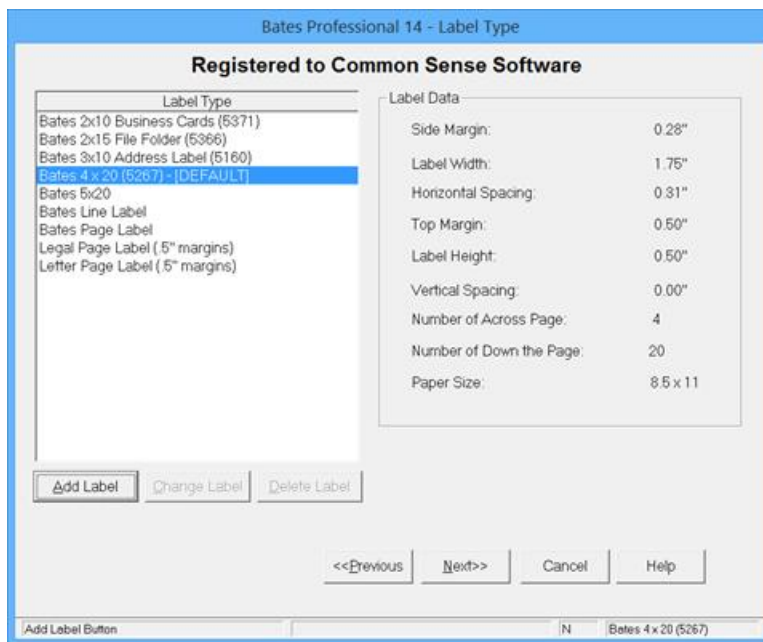 Bates Professional 14 - Label Type
Registered to Common Sense Software
Label Type
Bates 2x10 Business Cards (5371)
Bates 2x15 File Folder (5366)
Bates 3x10 Address Label (5160)
Bates 4 x 20 (5267) - [DEFAULT]
Bates 5x20
Bates Line Label
Bates Page Label
Legal Page Label (.5" margins)
Letter Page Label (.5" margins)
Label Data
Side Margin: 0.28"
Label Width: 1.75"
Horizontal Spacing: 0.31"
Top Margin: 0.50"
Label Height: 0.50"
Vertical Spacing: 0.00"
Number of Across Page: 4
Number of Down the Page: 20
Paper Size: 8.5 x 11
Add Label Change Label Delete Label
<<Previous Next>> Cancel Help
Add Label Button N Bates 4 x 20 (5267)